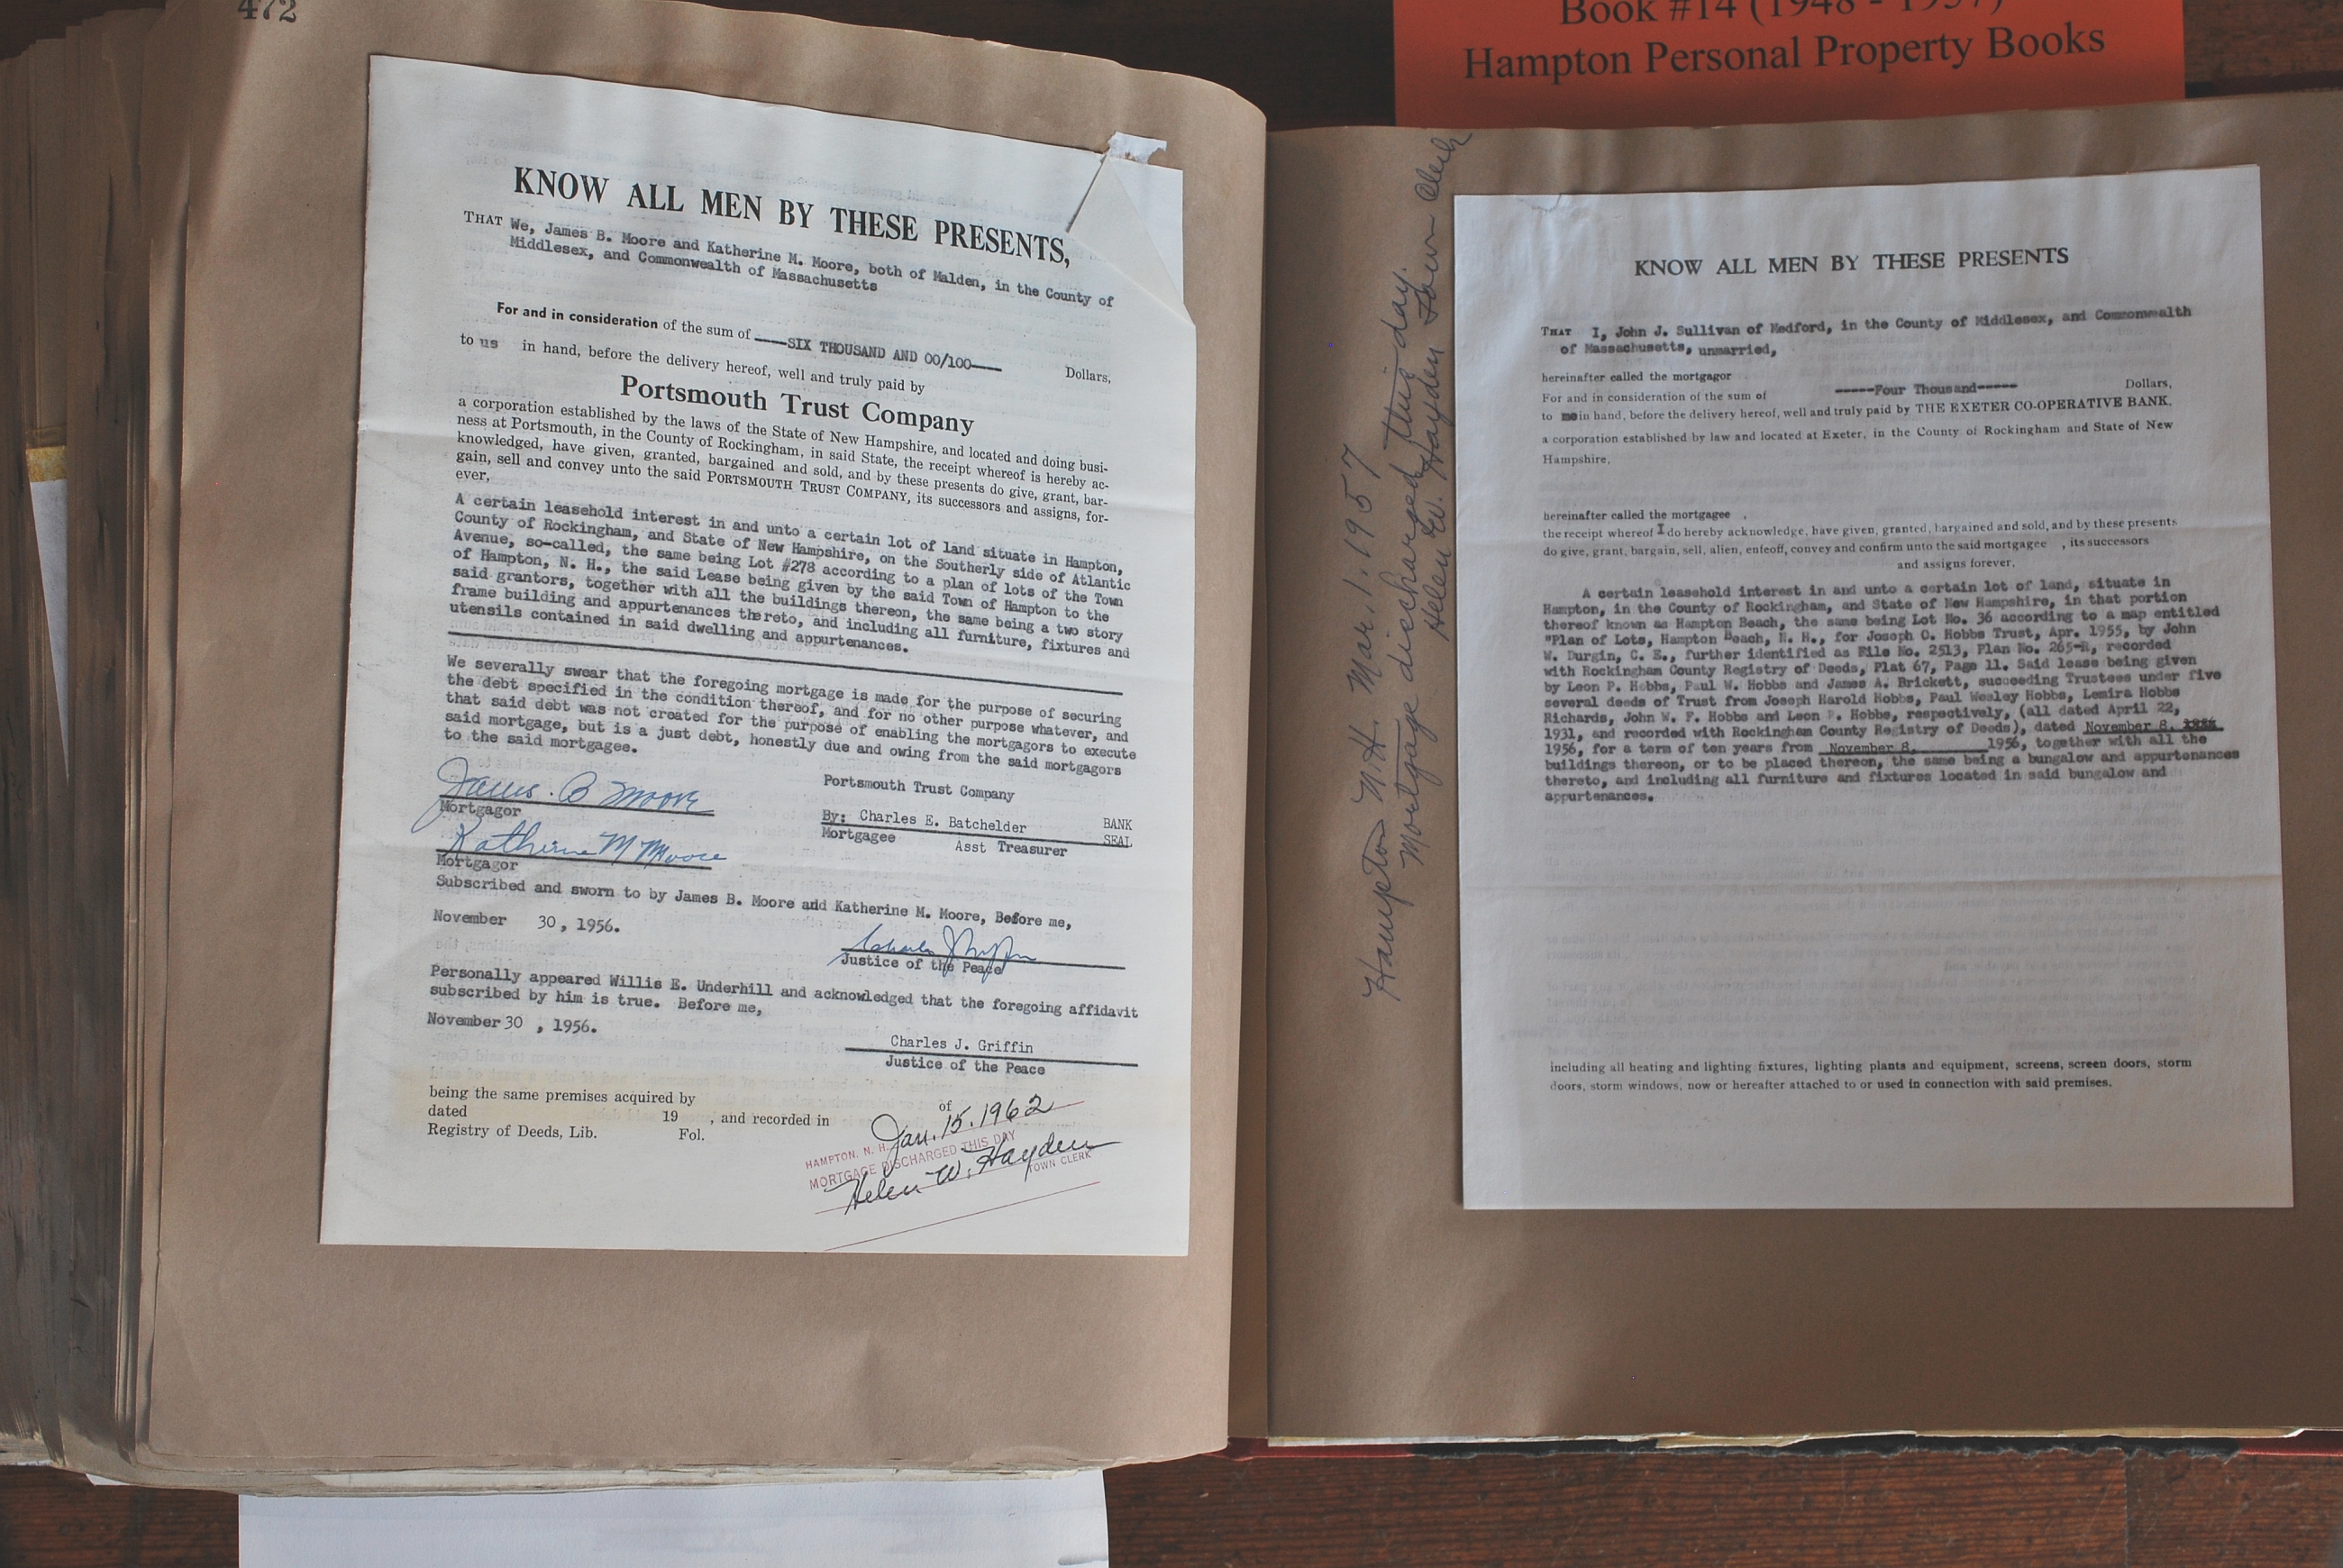 472
KNOW ALL MEN BY THESE PRESENTS,
THAT We, James B. Moore and Katherine M. Moore, both of Malden, in the County of
Middlesex, and Commonwealth of Massachusetts
For and in consideration of the sum of ----SIX THOUSAND AND 00/100---- Dollars,
to us in hand, before the delivery hereof, well and truly paid by
Portsmouth Trust Company
a corporation established by the laws of the State of New Hampshire, and located and doing busi-
ness at Portsmouth, in the County of Rockingham, in said State, the receipt whereof is hereby ac-
knowledged, have given, granted, bargained and sold, and by these presents do give, grant, bar-
gain, sell and convey unto the said PORTSMOUTH TRUST COMPANY, its successors and assigns, for-
ever,
A certain leasehold interest in and unto a certain lot of land situate in Hampton,
County of Rockingham, and State of New Hampshire, on the Southerly side of Atlantic
Avenue, so-called, the same being Lot #278 according to a plan of lots of the Town
of Hampton, N. H., the said Lease being given by the said Town of Hampton to the
said grantors, together with all the buildings thereon, the same being a two story
frame building and appurtenances thereto, and including all furniture, fixtures and
utensils contained in said dwelling and appurtenances.
We severally swear that the foregoing mortgage is made for the purpose of securing
the debt specified in the condition thereof, and for no other purpose whatever, and
that said debt was not created for the purpose of enabling the mortgagors to execute
said mortgage, but is a just debt, honestly due and owing from the said mortgagors
to the said mortgagee.
James. B Moore
Mortgagor
Katherine M Moore
Mortgagor
Portsmouth Trust Company
By: Charles E. Batchelder BANK
Mortgagee SEAL
Asst Treasurer
Subscribed and sworn to by James B. Moore and Katherine M. Moore, Before me,
November 30, 1956.
Justice of the Peace
Personally appeared Willis E. Underhill and acknowledged that the foregoing affidavit
subscribed by him is true. Before me,
November 30 , 1956.
Charles J. Griffin
Justice of the Peace
being the same premises acquired by of
dated 19 , and recorded in
Registry of Deeds, Lib. Fol.
HAMPTON, N. H. Jan. 15. 1962
MORTGAGE DISCHARGED THIS DAY
Helen W. Hayden TOWN CLERK
Book #14 (1948 - 1957)
Hampton Personal Property Books
Hampton N.H. Mar. 1. 1957
Mortgage discharged this day.
Helen W. Hayden Town Clerk
KNOW ALL MEN BY THESE PRESENTS
THAT I, John J. Sullivan of Medford, in the County of Middlesex, and Commonwealth
of Massachusetts, unmarried,
hereinafter called the mortgagor
For and in consideration of the sum of -----Four Thousand----- Dollars,
to me in hand, before the delivery hereof, well and truly paid by THE EXETER CO-OPERATIVE BANK,
a corporation established by law and located at Exeter, in the County of Rockingham and State of New
Hampshire,
hereinafter called the mortgagee ,
the receipt whereof I do hereby acknowledge, have given, granted, bargained and sold, and by these presents
do give, grant, bargain, sell, alien, enfeoff, convey and confirm unto the said mortgagee , its successors
and assigns forever,
A certain leasehold interest in and unto a certain lot of land, situate in
Hampton, in the County of Rockingham, and State of New Hampshire, in that portion
thereof known as Hampton Beach, the same being Lot No. 36 according to a map entitled
"Plan of Lots, Hampton Beach, N. H., for Joseph O. Hobbs Trust, Apr. 1955, by John
W. Durgin, C. E., further identified as File No. 2513, Plan No. 265-R, recorded
with Rockingham County Registry of Deeds, Plat 67, Page 11. Said lease being given
by Leon P. Hobbs, Paul W. Hobbs and James A. Brickett, succeeding Trustees under five
several deeds of Trust from Joseph Harold Hobbs, Paul Wesley Hobbs, Lemira Hobbs
Richards, John W. F. Hobbs and Leon P. Hobbs, respectively, (all dated April 22,
1931, and recorded with Rockingham County Registry of Deeds), dated November 8,
1956, for a term of ten years from November 8, 1956, together with all the
buildings thereon, or to be placed thereon, the same being a bungalow and appurtenances
thereto, and including all furniture and fixtures located in said bungalow and
appurtenances.
including all heating and lighting fixtures, lighting plants and equipment, screens, screen doors, storm
doors, storm windows, now or hereafter attached to or used in connection with said premises.